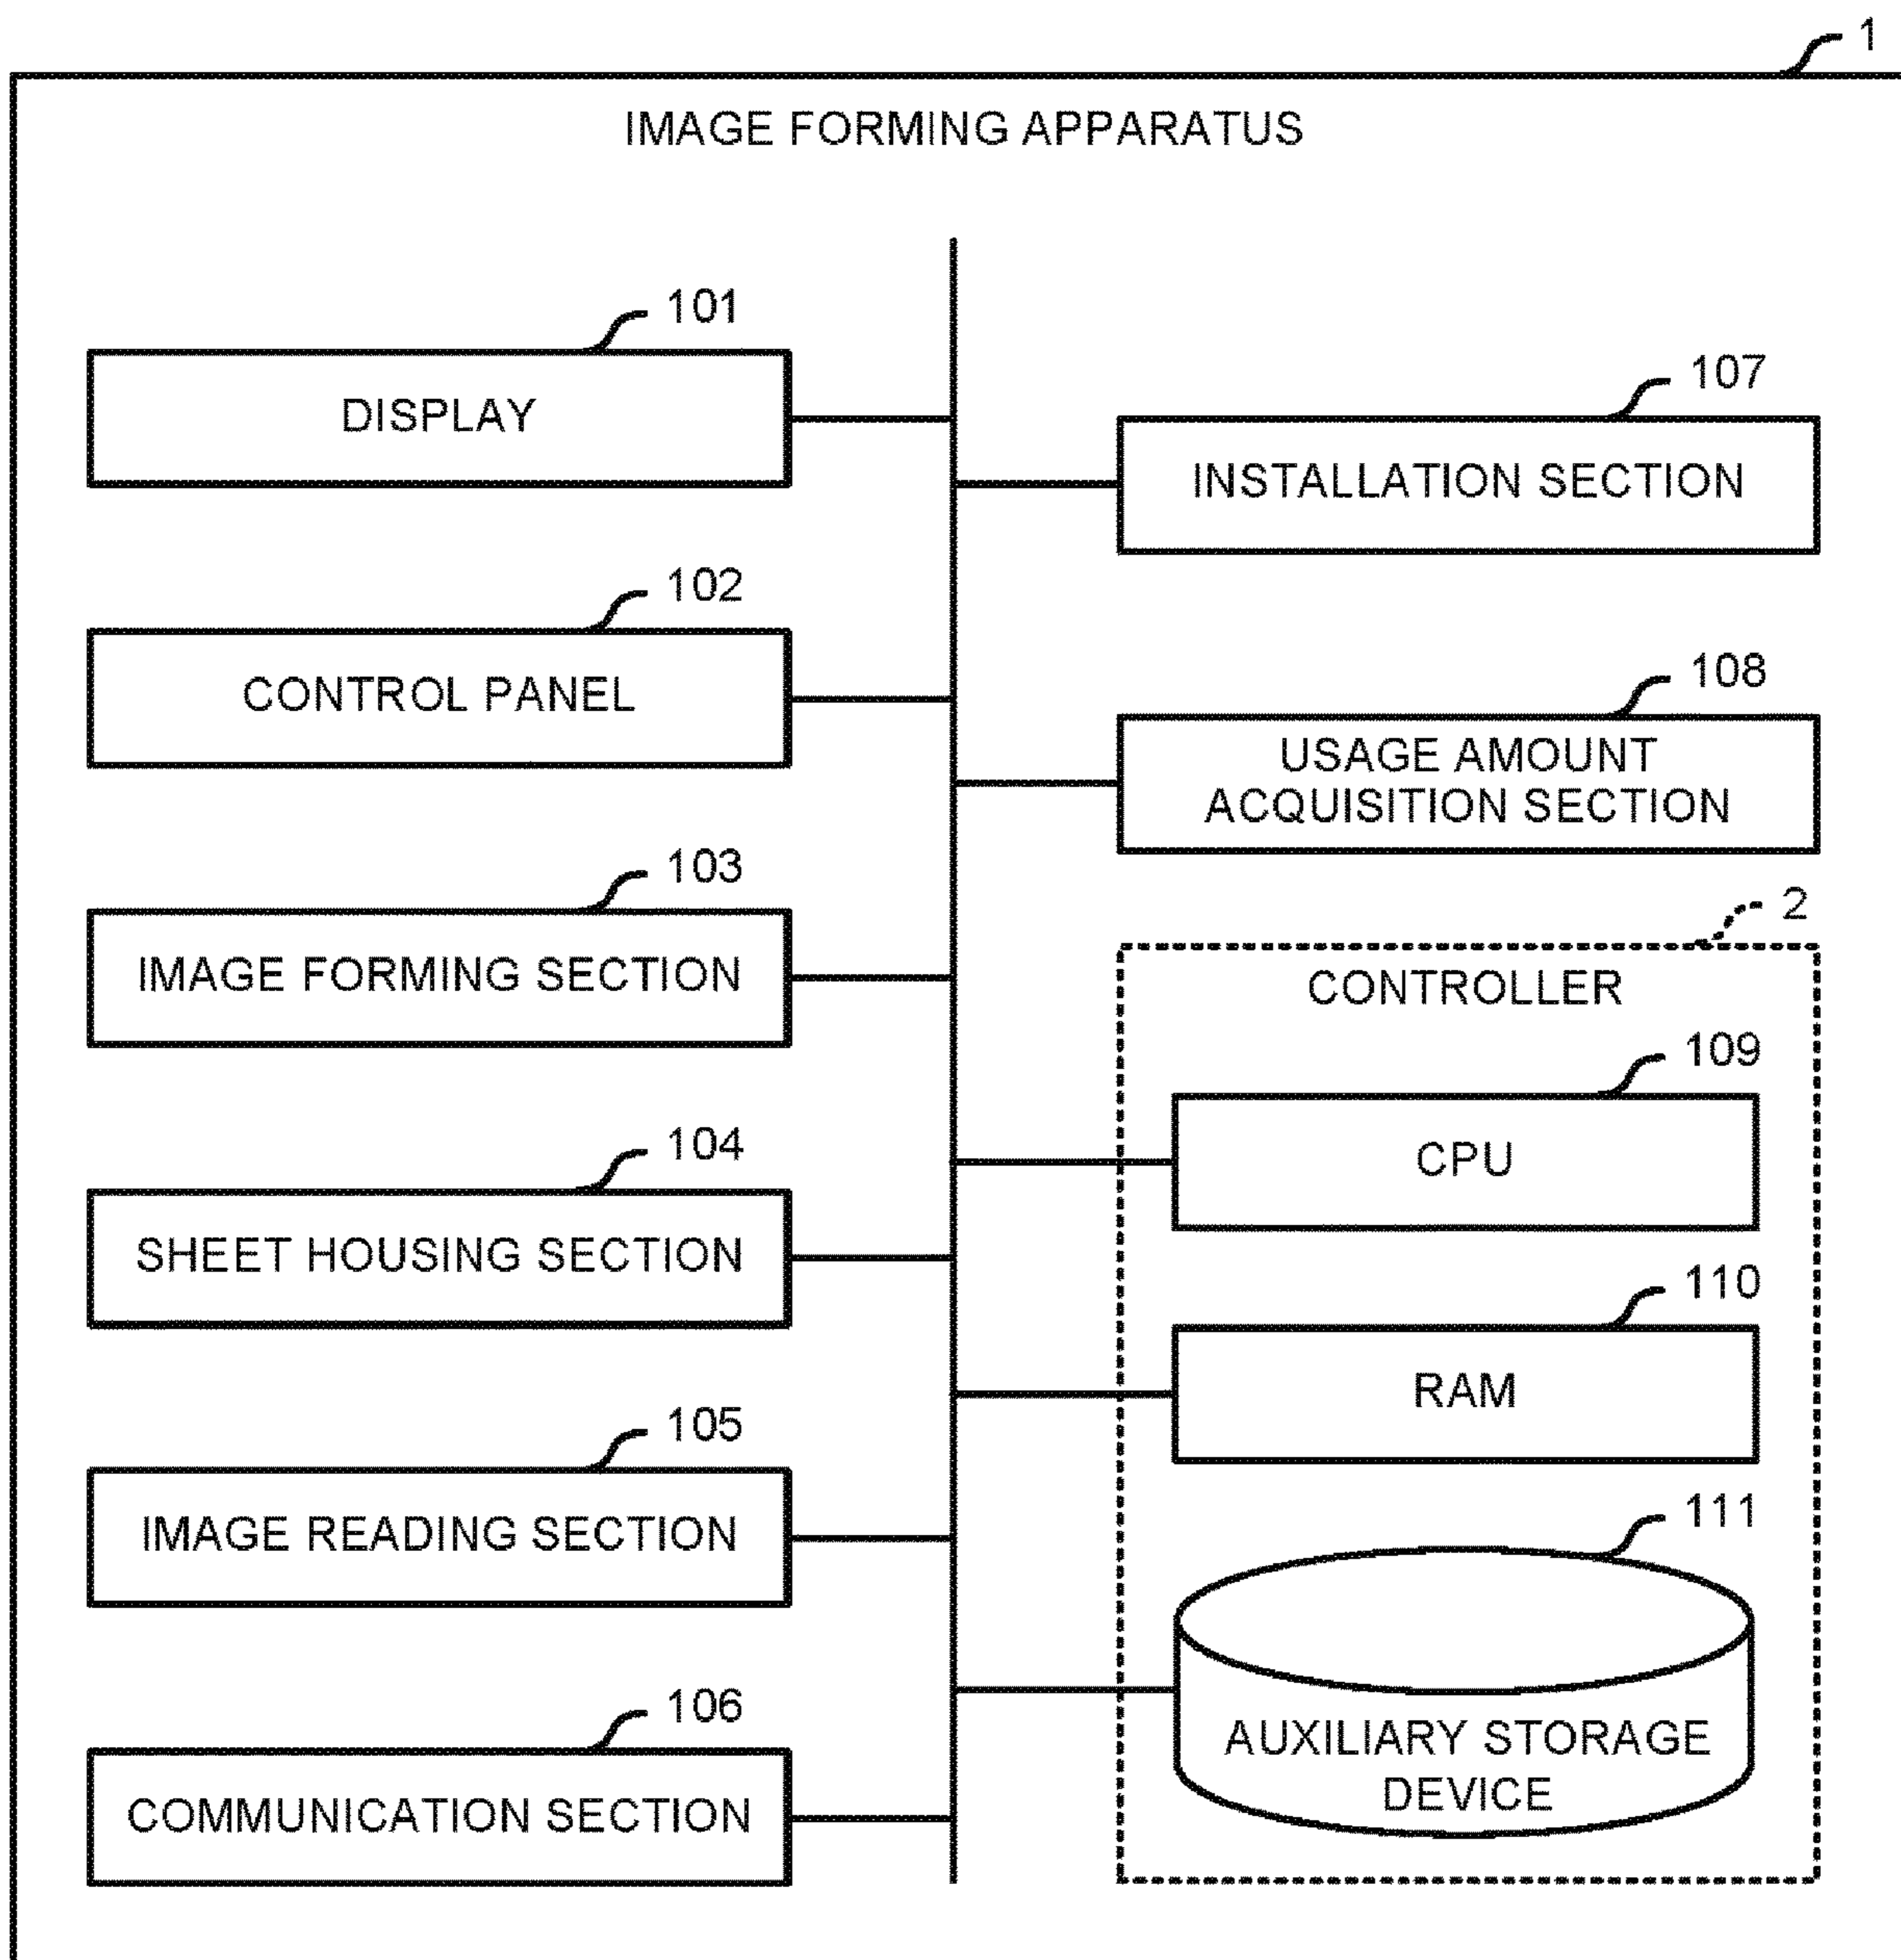 1
IMAGE FORMING APPARATUS
101
DISPLAY
102
CONTROL PANEL
103
IMAGE FORMING SECTION
104
SHEET HOUSING SECTION
105
IMAGE READING SECTION
106
COMMUNICATION SECTION
107
INSTALLATION SECTION
108
USAGE AMOUNT
ACQUISITION SECTION
2
CONTROLLER
109
CPU
110
RAM
111
AUXILIARY STORAGE
DEVICE